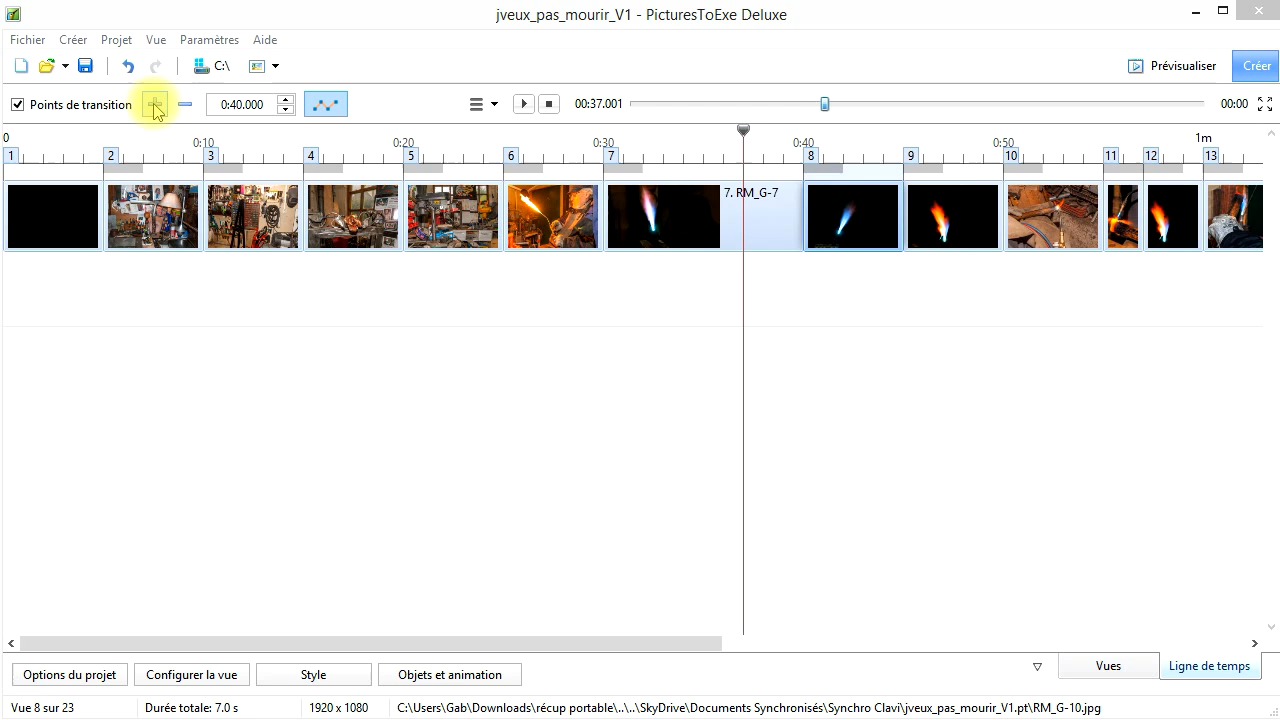 jveux_pas_mourir_V1 - PicturesToExe Deluxe
Fichier Créer Projet Vue Paramètres Aide
C:\ Prévisualiser Créer
Points de transition 0:40.000 00:37.001 00:00
0 0:10 0:20 0:30 0:40 0:50 1m
1 2 3 4 5 6 7 8 9 10 11 12 13
7. RM_G-7
Options du projet Configurer la vue Style Objets et animation Vues Ligne de temps
Vue 8 sur 23 Durée totale: 7.0 s 1920 x 1080 C:\Users\Gab\Downloads\récup portable\..\..\SkyDrive\Documents Synchronisés\Synchro Clavi\jveux_pas_mourir_V1.pt\RM_G-10.jpg